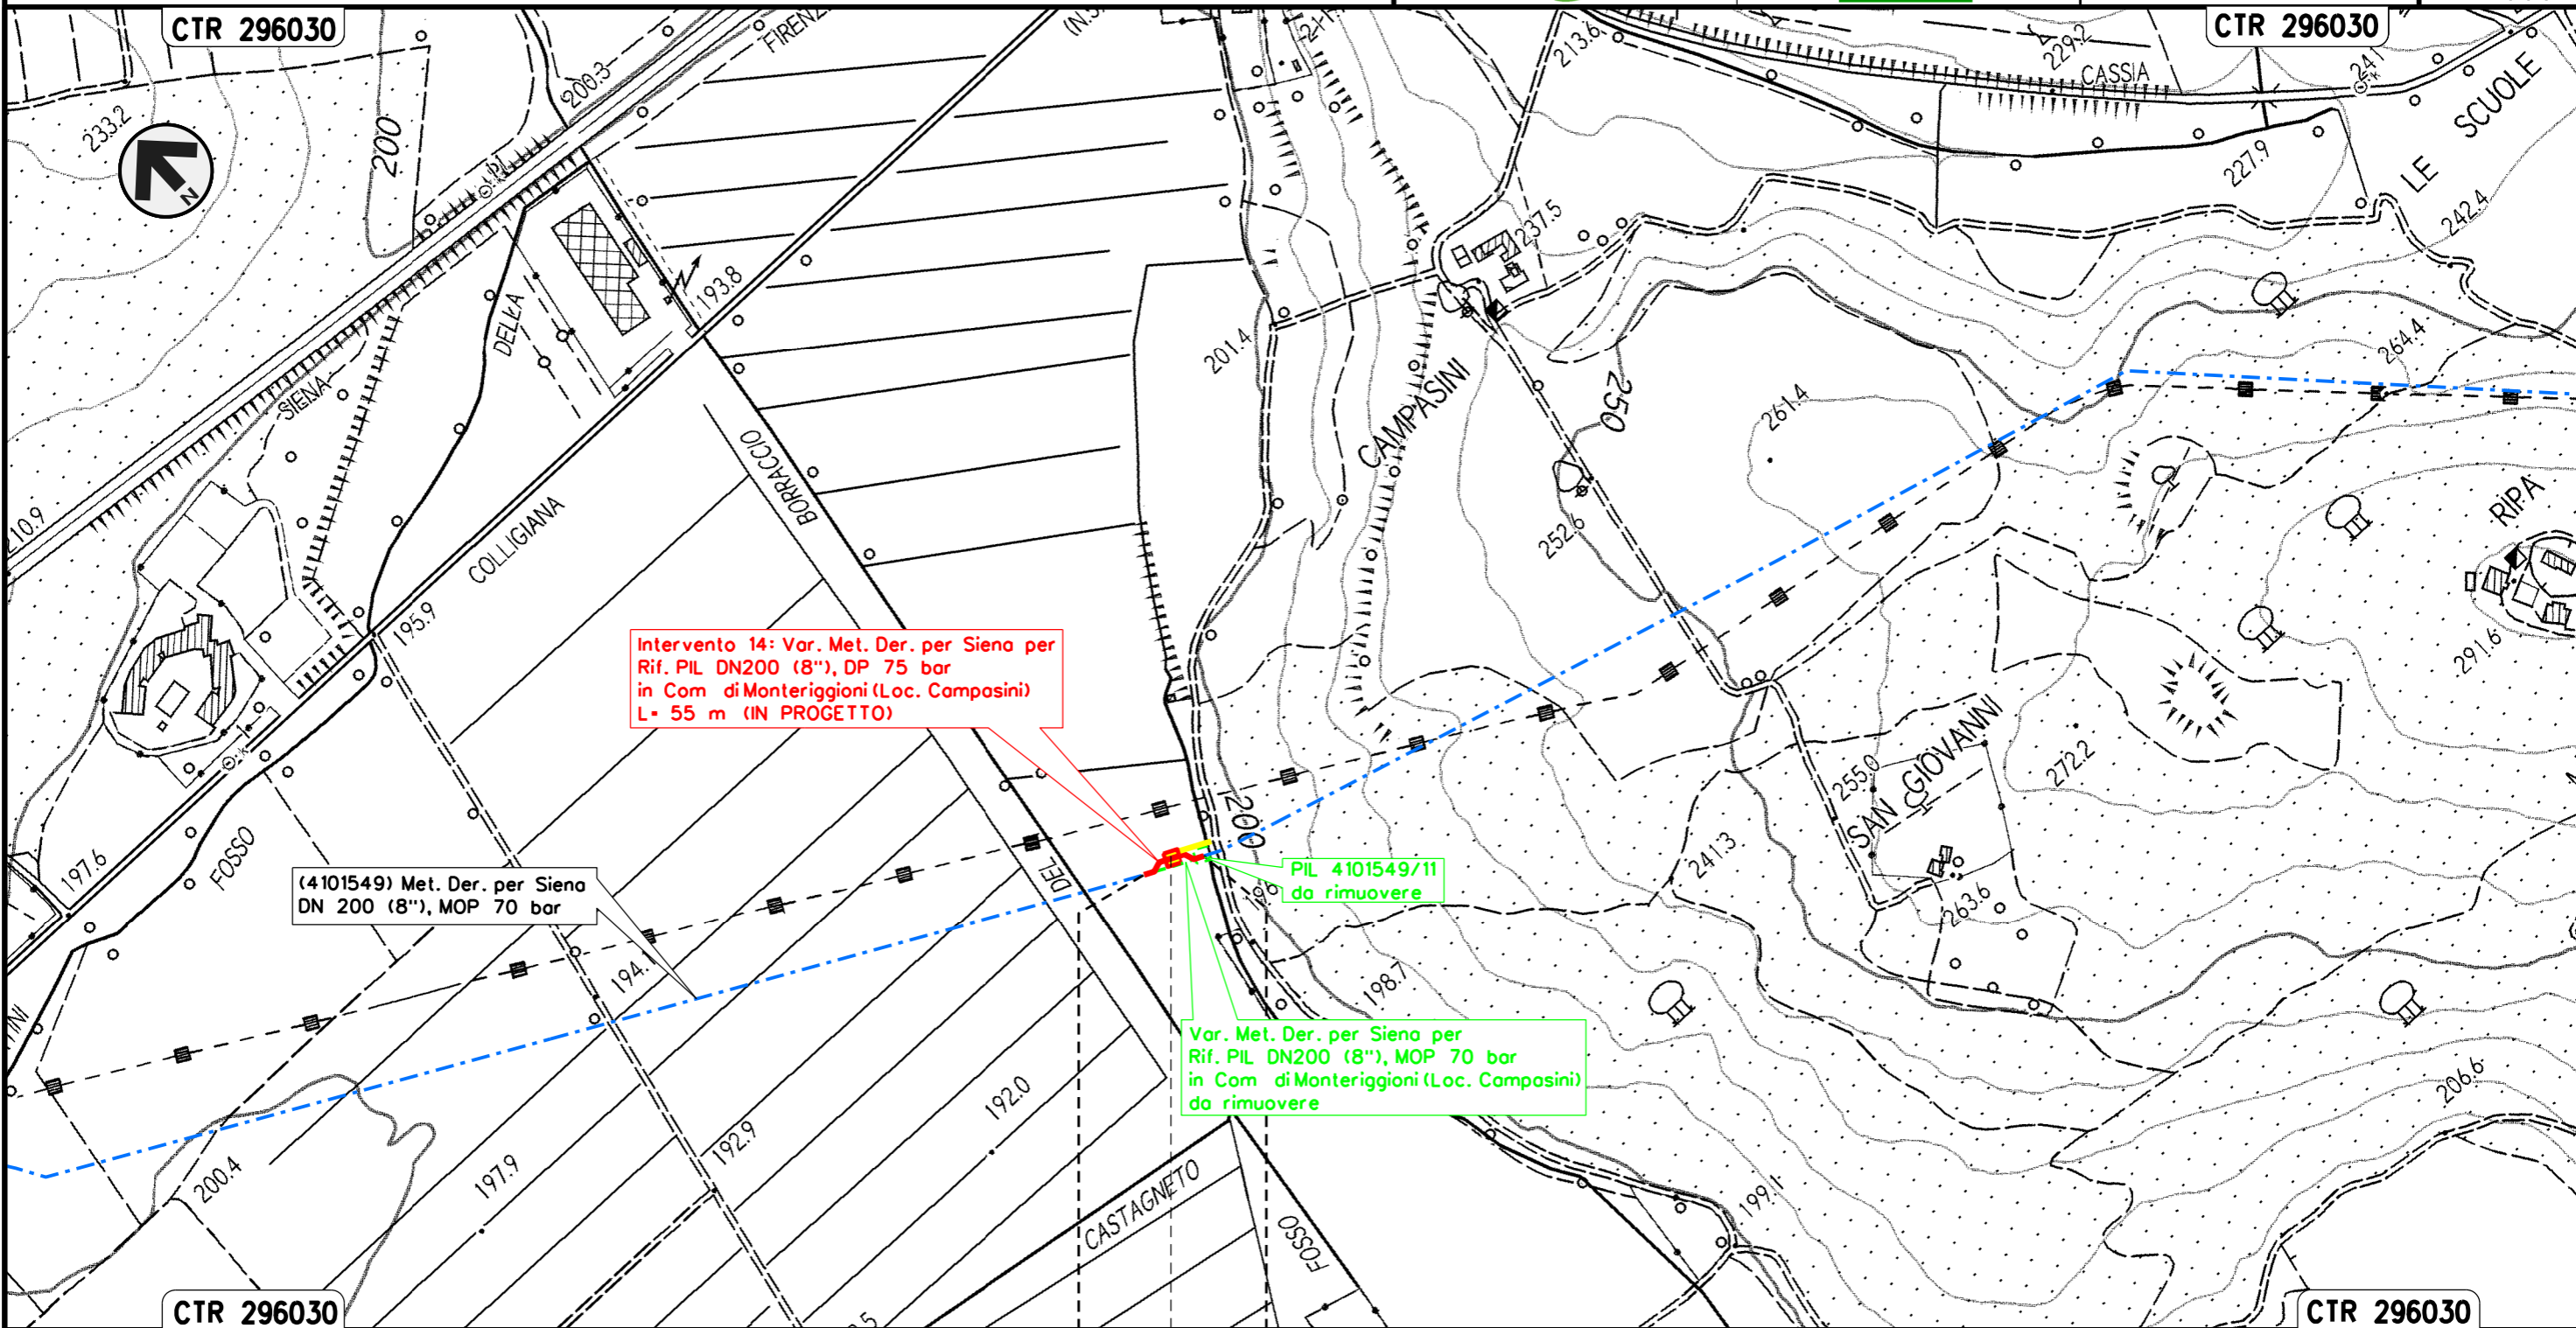 CTR 296030
CTR 296030
FIRENZ
(N.S.
213.6
229.2
CASSIA
241
LE SCUOLE
233.2
200
200.3
N
227.9
242.4
237.5
DELLA
193.8
201.4
CAMPASINI
250
261.4
264.4
SIENA
210.9
BORRACCIO
COLLIGIANA
252.6
RIPA
195.9
291.6
Intervento 14: Var. Met. Der. per Siena per
Rif. PIL DN200 (8"), DP 75 bar
in Com di Monteriggioni (Loc. Campasini)
L= 55 m (IN PROGETTO)
255.0
SAN GIOVANNI
272.2
200
241.3
197.6
FOSSO
DEL
(4101549) Met. Der. per Siena
DN 200 (8"), MOP 70 bar
PIL 4101549/11
da rimuovere
196
263.6
194.
198.7
TINI
Var. Met. Der. per Siena per
Rif. PIL DN200 (8"), MOP 70 bar
in Com di Monteriggioni (Loc. Campasini)
da rimuovere
192.0
192.9
197.9
200.4
206.6
199.1
CASTAGNETO
FOSSO
CTR 296030
CTR 296030